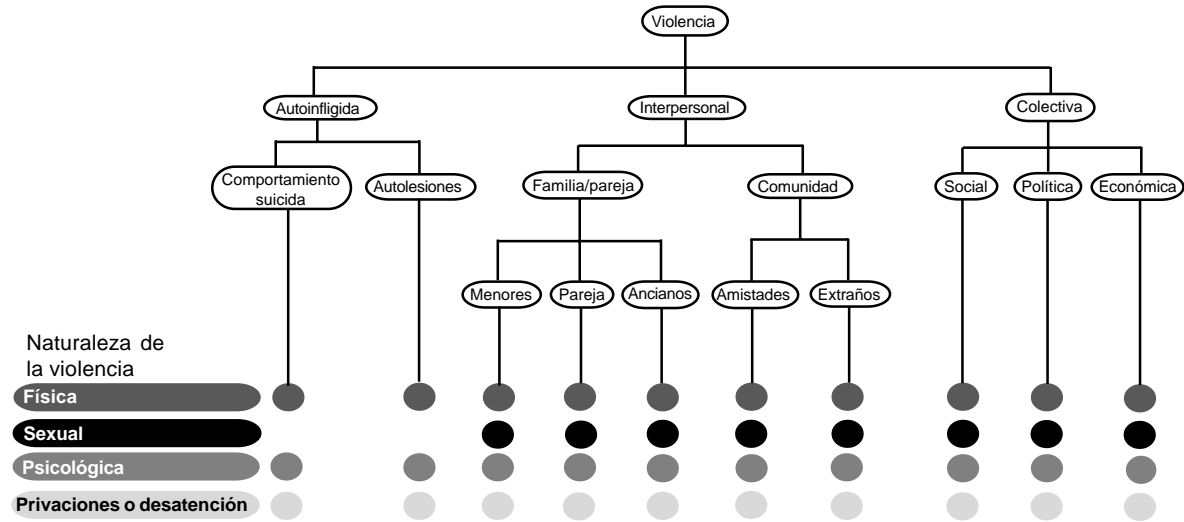 Violencia
Autoinfligida
Interpersonal
Colectiva
Comportamiento
suicida
Autolesiones
Familia/pareja
Comunidad
Social
Política
Económica
Menores
Pareja
Ancianos
Amistades
Extraños
Naturaleza de
la violencia
Física
Sexual
Psicológica
Privaciones o desatención